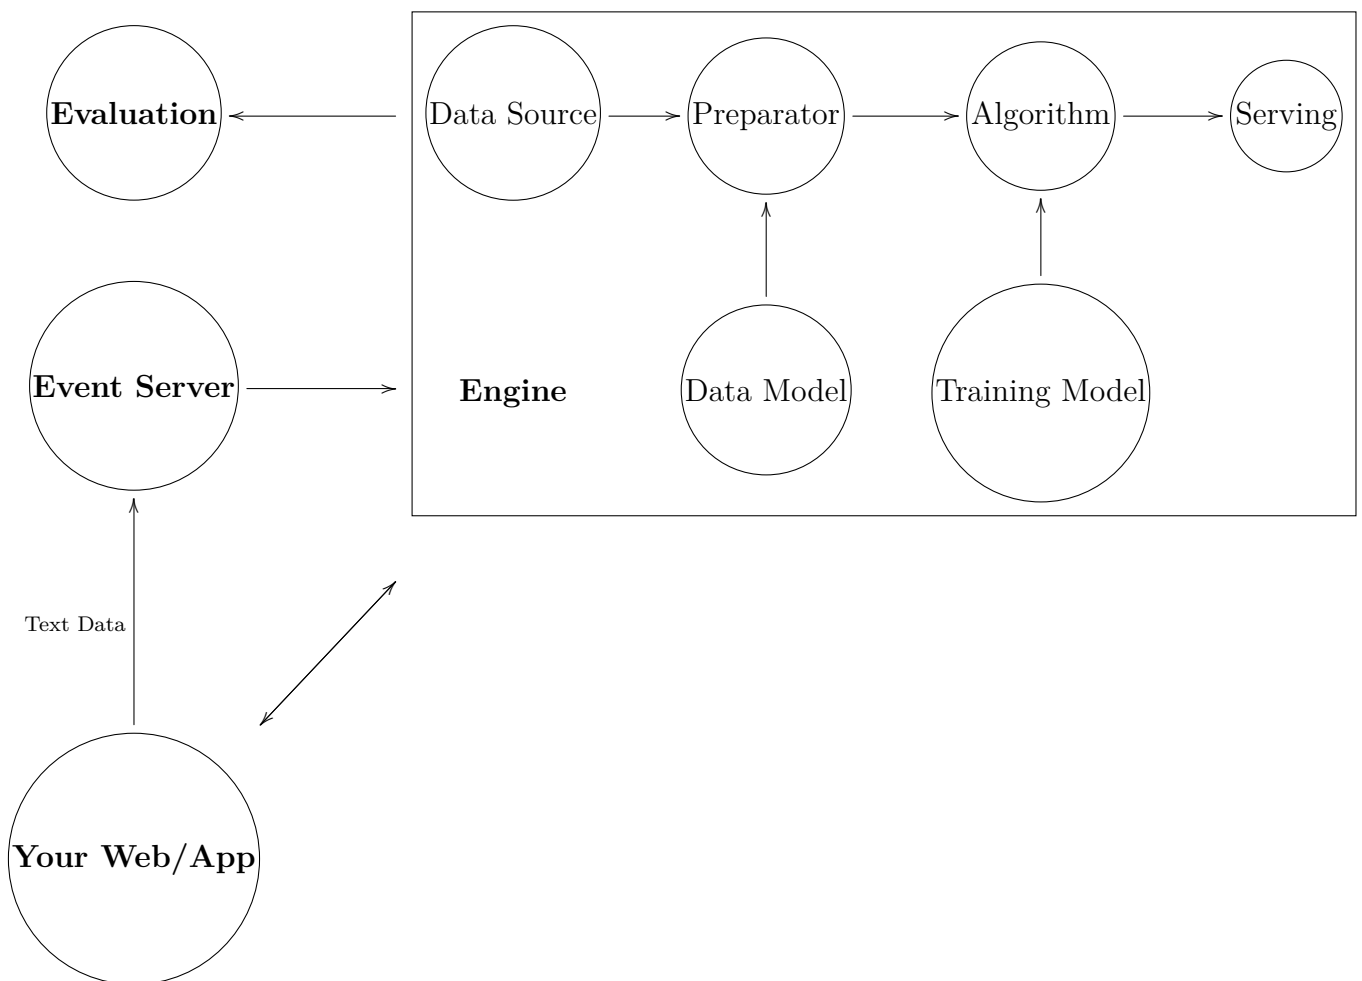 Evaluation
Data Source
Preparator
Algorithm
Serving
Event Server
Engine
Data Model
Training Model
Text Data
Your Web/App